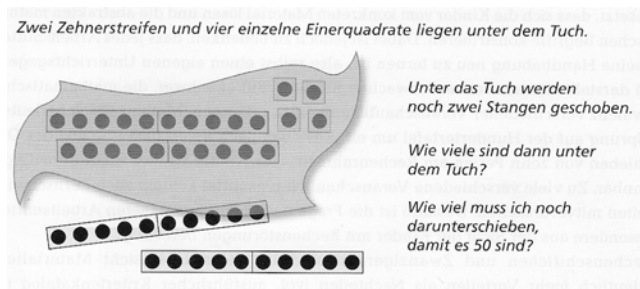 Zwei Zehnerstreifen und vier einzelne Einerquadrate liegen unter dem Tuch.
Unter das Tuch werden
noch zwei Stangen geschoben.
Wie viele sind dann unter
dem Tuch?
Wie viel muss ich noch
darunterschieben,
damit es 50 sind?